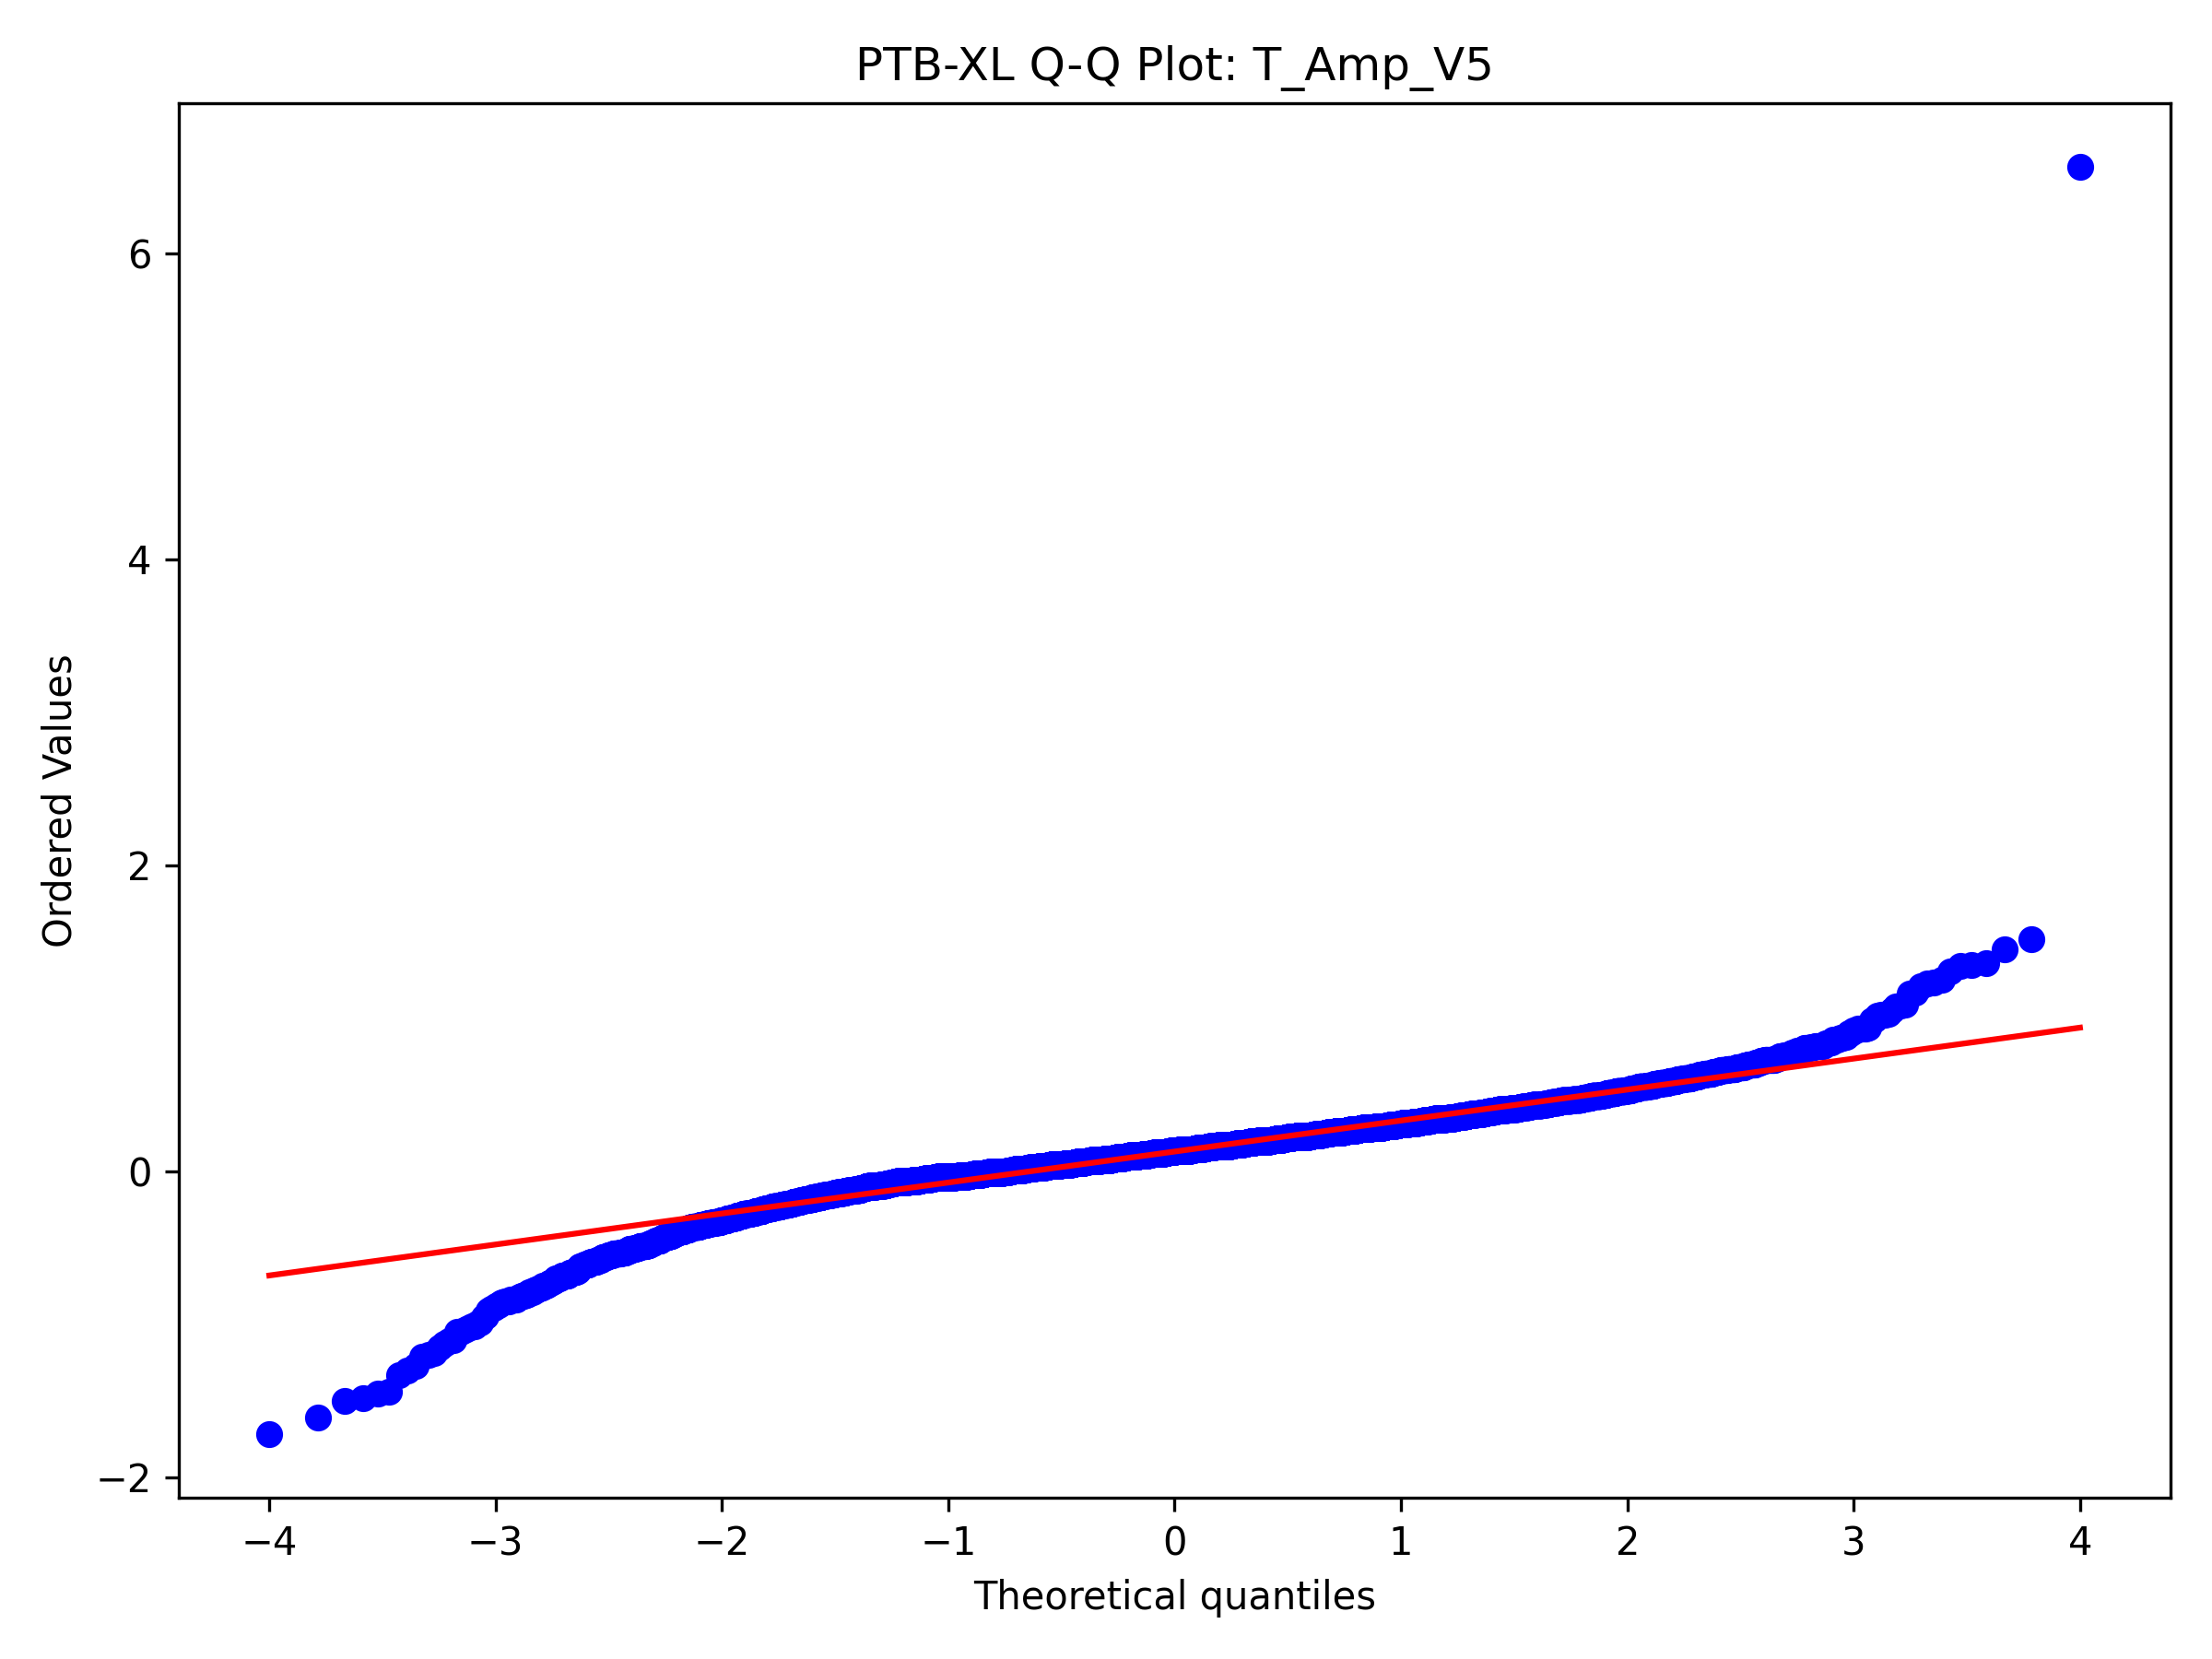 PTB-XL Q-Q Plot: T_Amp_V5
Ordered Values
6
4
2
0
−2
−4 −3 −2 −1 0 1 2 3 4
Theoretical quantiles